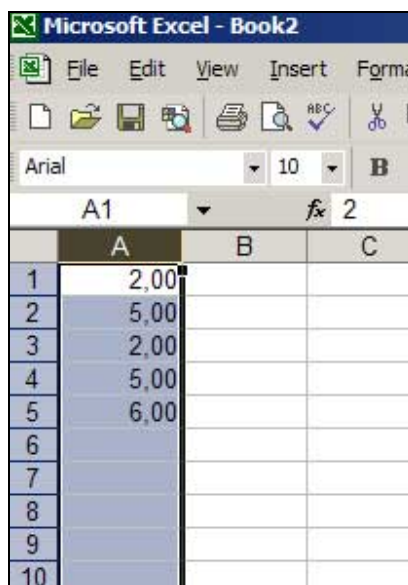 Microsoft Excel - Book2
File Edit View Insert Forma
ABC
Arial 10 B
A1 fx 2
A B C
1 2,00
2 5,00
3 2,00
4 5,00
5 6,00
6
7
8
9
10